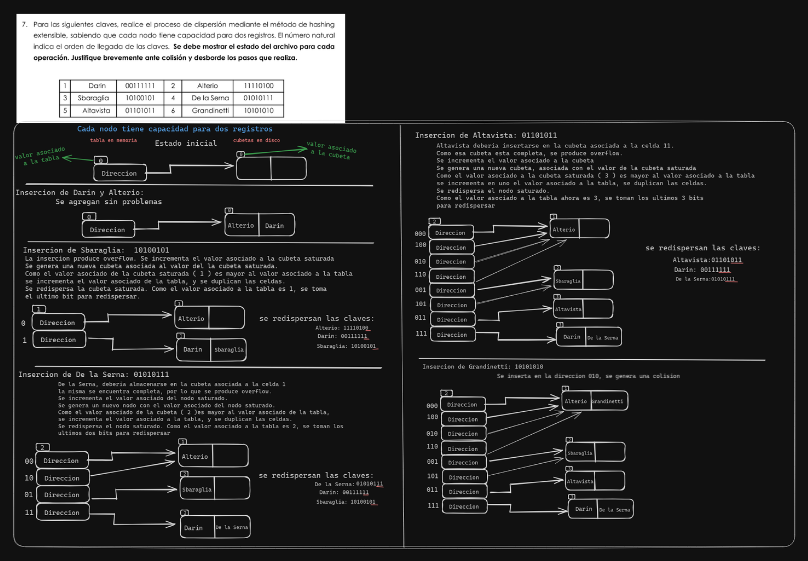 7. Para las siguientes claves, realice el proceso de dispersión mediante el método de hashing
extensible, sabiendo que cada nodo tiene capacidad para dos registros. El número natural
indica el orden de llegada de las claves. Se debe mostrar el estado del archivo para cada
operación. Justifique brevemente ante colisión y desborde los pasos que realiza.
1 Darin 00111111 2 Alterio 11110100
3 Sbaraglia 10100101 4 De la Serna 01010111
5 Altavista 01101011 6 Grandinetti 10101010
Cada nodo tiene capacidad para dos registros
tabla en memoria
Estado inicial
cubetas en disco
valor asociado
a la tabla
valor asociado
a la cubeta
0
Direccion
0
Insercion de Darin y Alterio:
Se agregan sin problemas
0
Direccion
0
Alterio Darin
Insercion de Sbaraglia: 10100101
La insercion produce overflow. Se incrementa el valor asociado a la cubeta saturada
Se genera una nueva cubeta asociada al valor del la cubeta saturada.
Como el valor asociado de la cubeta saturada ( 1 ) es mayor al valor asociado a la tabla
se incrementa el valor asociado de la tabla, y se duplican las celdas.
Se redispersa la cubeta saturada. Como el valor asociado a la tabla es 1, se toma
el ultimo bit para redispersar.
1
0 Direccion
1 Direccion
1
Alterio
1
Darin Sbaraglia
se redispersan las claves:
Alterio: 11110100
Darin: 00111111
Sbaraglia: 10100101
Insercion de De la Serna: 01010111
De la Serna, deberia almacenarse en la cubeta asociada a la celda 1
la misma se encuentra completa, por lo que se produce overflow.
Se incrementa el valor asociado del nodo saturado.
Se genera un nuevo nodo con el valor asociado del nodo saturado.
Como el valor asociado de la cubeta ( 2 )es mayor al valor asociado de la tabla,
se incrementa el valor asociado a la tabla, y se duplican las celdas.
Se redispersa el nodo saturado. Como el valor asociado a la tabla es 2, se toman los
ultimos dos bits para redispersar
2
00 Direccion
10 Direccion
01 Direccion
11 Direccion
1
Alterio
2
Sbaraglia
2
Darin De la Serna
se redispersan las claves:
De la Serna: 01010111
Darin: 00111111
Sbaraglia: 10100101
Insercion de Altavista: 01101011
Altavista deberia insertarse en la cubeta asociada a la celda 11.
Como esa cubeta esta completa, se produce overflow.
Se incrementa el valor asociado a la cubeta
Se genera una nueva cubeta, asociada con el valor de la cubeta saturada
Como el valor asociado a la cubeta saturada ( 3 ) es mayor al valor asociado a la tabla
se incrementa en uno el valor asociado a la tabla, se duplican las celdas.
Se redispersa el nodo saturado.
Como el valor asociado a la tabla ahora es 3, se toman los ultimos 3 bits
para redispersar
000 Direccion
100 Direccion
010 Direccion
110 Direccion
001 Direccion
101 Direccion
011 Direccion
111 Direccion
Alterio
Sbaraglia
Altavista
Darin De la Serna
se redispersan las claves:
Altavista:01101011
Darin: 00111111
De la Serna:01010111
Insercion de Grandinetti: 10101010
Se inserta en la direccion 010, se genera una colision
000 Direccion
100 Direccion
010 Direccion
110 Direccion
001 Direccion
101 Direccion
011 Direccion
111 Direccion
Alterio Grandinetti
Sbaraglia
Altavista
Darin De la Serna